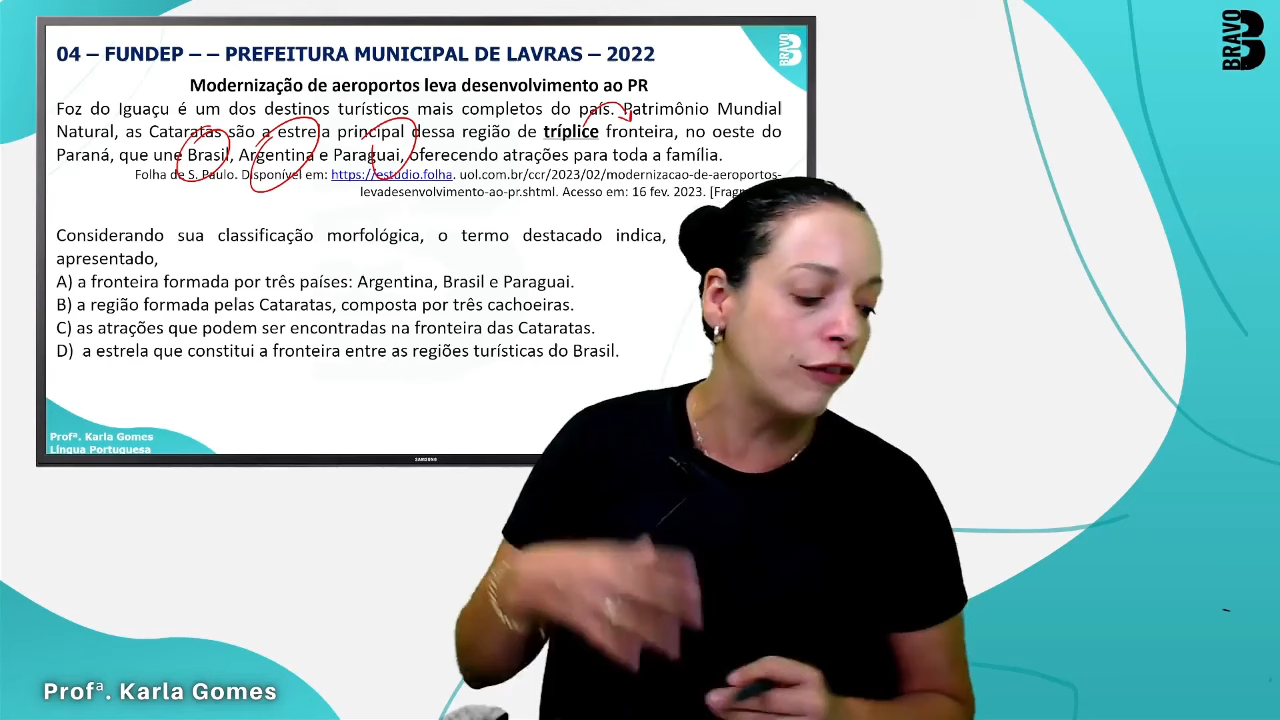 04 – FUNDEP – – PREFEITURA MUNICIPAL DE LAVRAS – 2022
Modernização de aeroportos leva desenvolvimento ao PR
Foz do Iguaçu é um dos destinos turísticos mais completos do país. Patrimônio Mundial
Natural, as Cataratas são a estrela principal dessa região de tríplice fronteira, no oeste do
Paraná, que une Brasil, Argentina e Paraguai, oferecendo atrações para toda a família.
Folha de S. Paulo. Disponível em: https://estudio.folha. uol.com.br/ccr/2023/02/modernizacao-de-aeroportos-
levadesenvolvimento-ao-pr.shtml. Acesso em: 16 fev. 2023.
Considerando sua classificação morfológica, o termo destacado indica,
apresentado,
A) a fronteira formada por três países: Argentina, Brasil e Paraguai.
B) a região formada pelas Cataratas, composta por três cachoeiras.
C) as atrações que podem ser encontradas na fronteira das Cataratas.
D) a estrela que constitui a fronteira entre as regiões turísticas do Brasil.
Profª. Karla Gomes
Língua Portuguesa
SAMSUNG
Profª. Karla Gomes
BRAVO
BRAVO